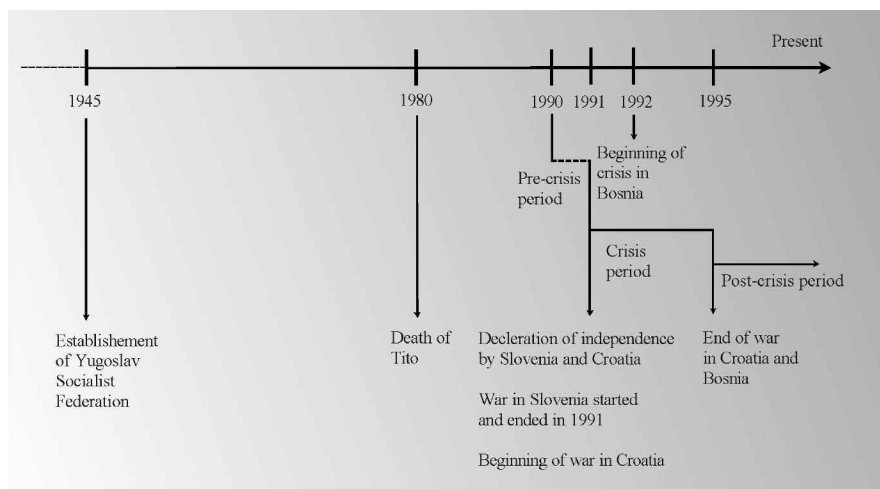 Present
1945
1980
1990
1991
1992
1995
Pre-crisis
period
Beginning of
crisis in
Bosnia
Crisis
period
Post-crisis period
Establishement
of Yugoslav
Socialist
Federation
Death of
Tito
Decleration of independence
by Slovenia and Croatia
War in Slovenia started
and ended in 1991
Beginning of war in Croatia
End of war
in Croatia and
Bosnia